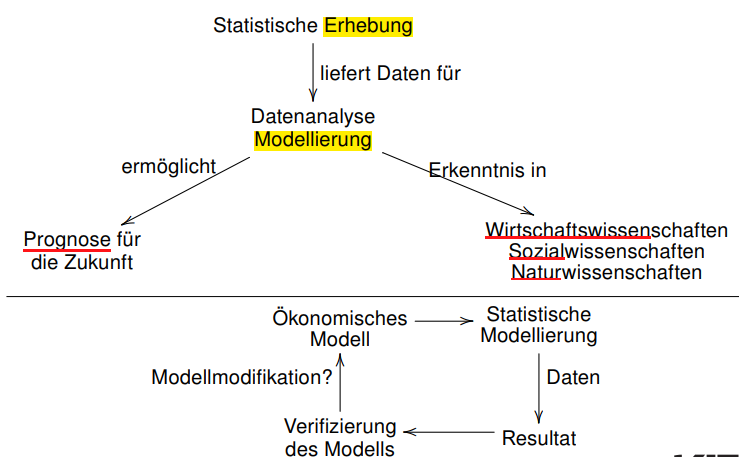 Statistische Erhebung
liefert Daten für
Datenanalyse
Modellierung
ermöglicht
Erkenntnis in
Prognose für
die Zukunft
Wirtschaftswissenschaften
Sozialwissenschaften
Naturwissenschaften
Ökonomisches
Modell
Statistische
Modellierung
Modellmodifikation?
Daten
Verifizierung
des Modells
Resultat